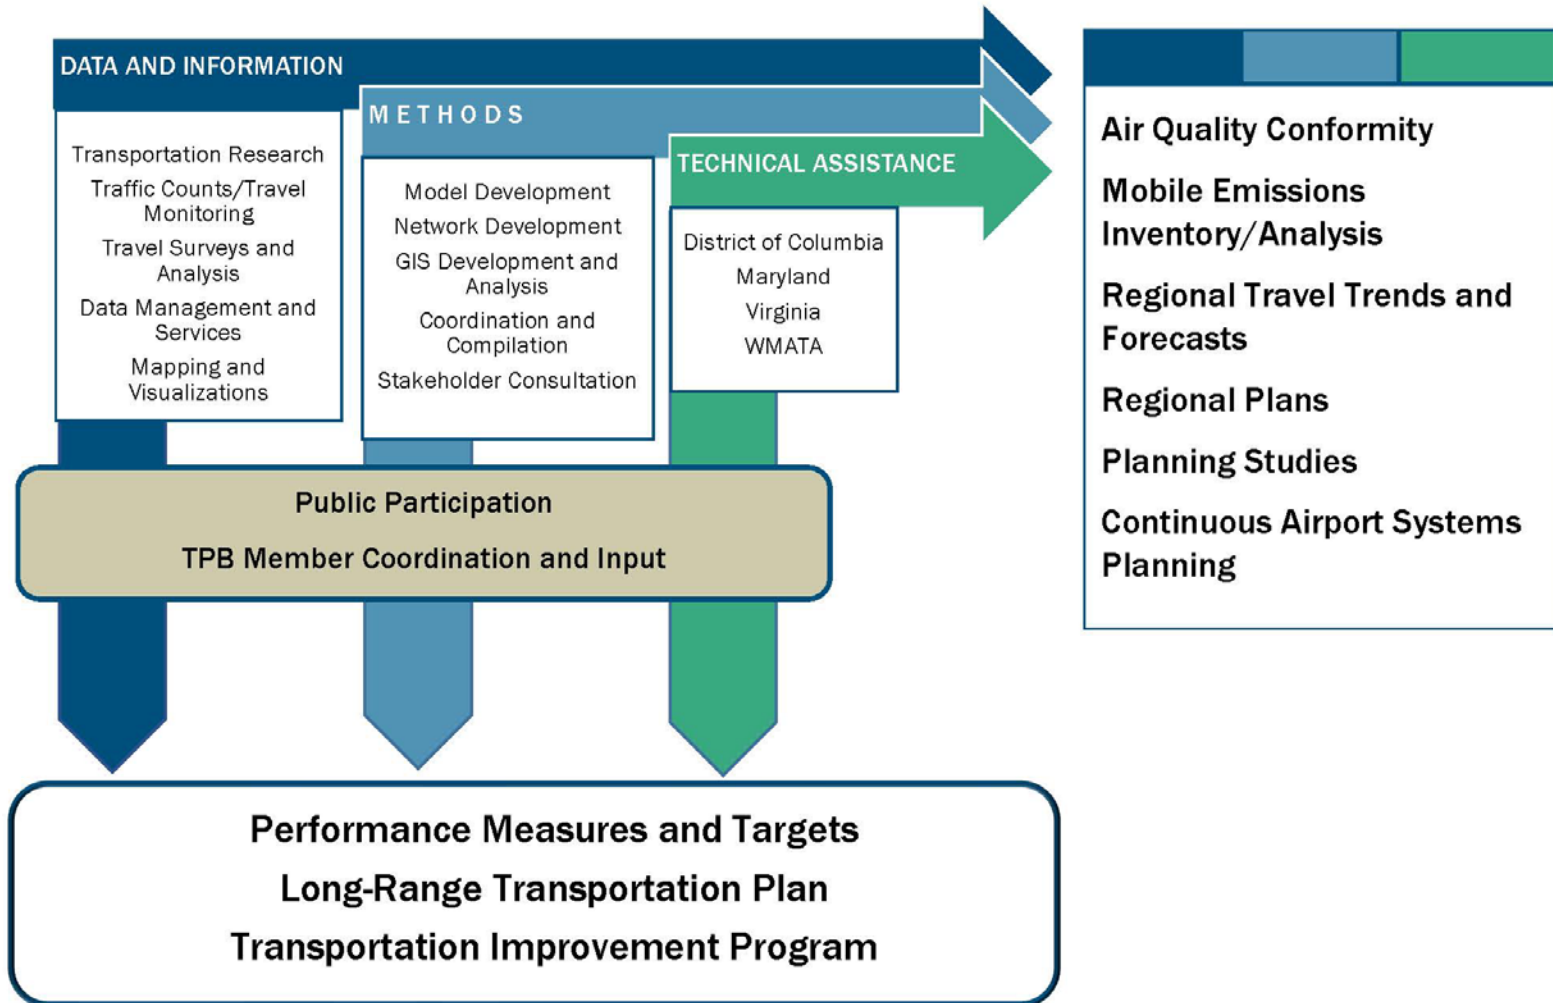 DATA AND INFORMATION
Transportation Research
Traffic Counts/Travel
Monitoring
Travel Surveys and
Analysis
Data Management and
Services
Mapping and
Visualizations
METHODS
Model Development
Network Development
GIS Development and
Analysis
Coordination and
Compilation
Stakeholder Consultation
TECHNICAL ASSISTANCE
District of Columbia
Maryland
Virginia
WMATA
Air Quality Conformity
Mobile Emissions
Inventory/Analysis
Regional Travel Trends and
Forecasts
Regional Plans
Planning Studies
Continuous Airport Systems
Planning
Public Participation
TPB Member Coordination and Input
Performance Measures and Targets
Long-Range Transportation Plan
Transportation Improvement Program